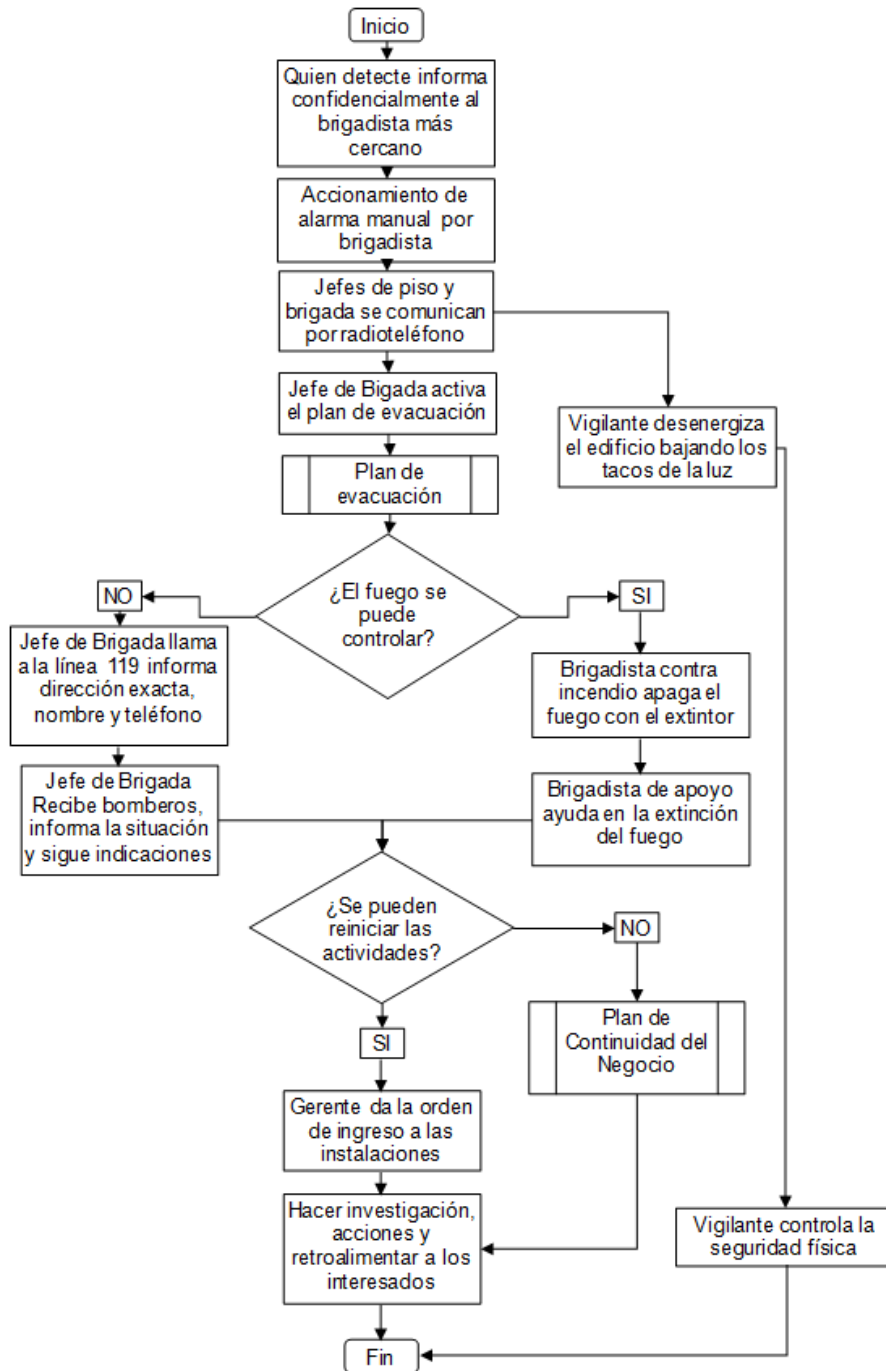 Inicio
Quien detecte informa
confidencialmente al
brigadista más
cercano
Accionamiento de
alarma manual por
brigadista
Jefes de piso y
brigada se comunican
por radioteléfono
Jefe de Bigada activa
el plan de evacuación
Vigilante desenergiza
el edificio bajando los
tacos de la luz
Plan de
evacuación
¿El fuego se
puede
controlar?
NO
SI
Jefe de Brigada llama
a la línea 119 informa
dirección exacta,
nombre y teléfono
Brigadista contra
incendio apaga el
fuego con el extintor
Jefe de Brigada
Recibe bomberos,
informa la situación
y sigue indicaciones
Brigadista de apoyo
ayuda en la extinción
del fuego
¿Se pueden
reiniciar las
actividades?
NO
SI
Plan de
Continuidad del
Negocio
Gerente da la orden
de ingreso a las
instalaciones
Hacer investigación,
acciones y
retroalimentar a los
interesados
Vigilante controla la
seguridad física
Fin